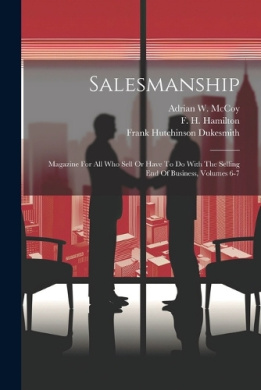 SALESMANSHIP
Adrian W. McCoy
F. H. Hamilton
Frank Hutchinson Dukesmith
Magazine For All Who Sell Or Have To Do With The Selling
End Of Business, Volumes 6-7